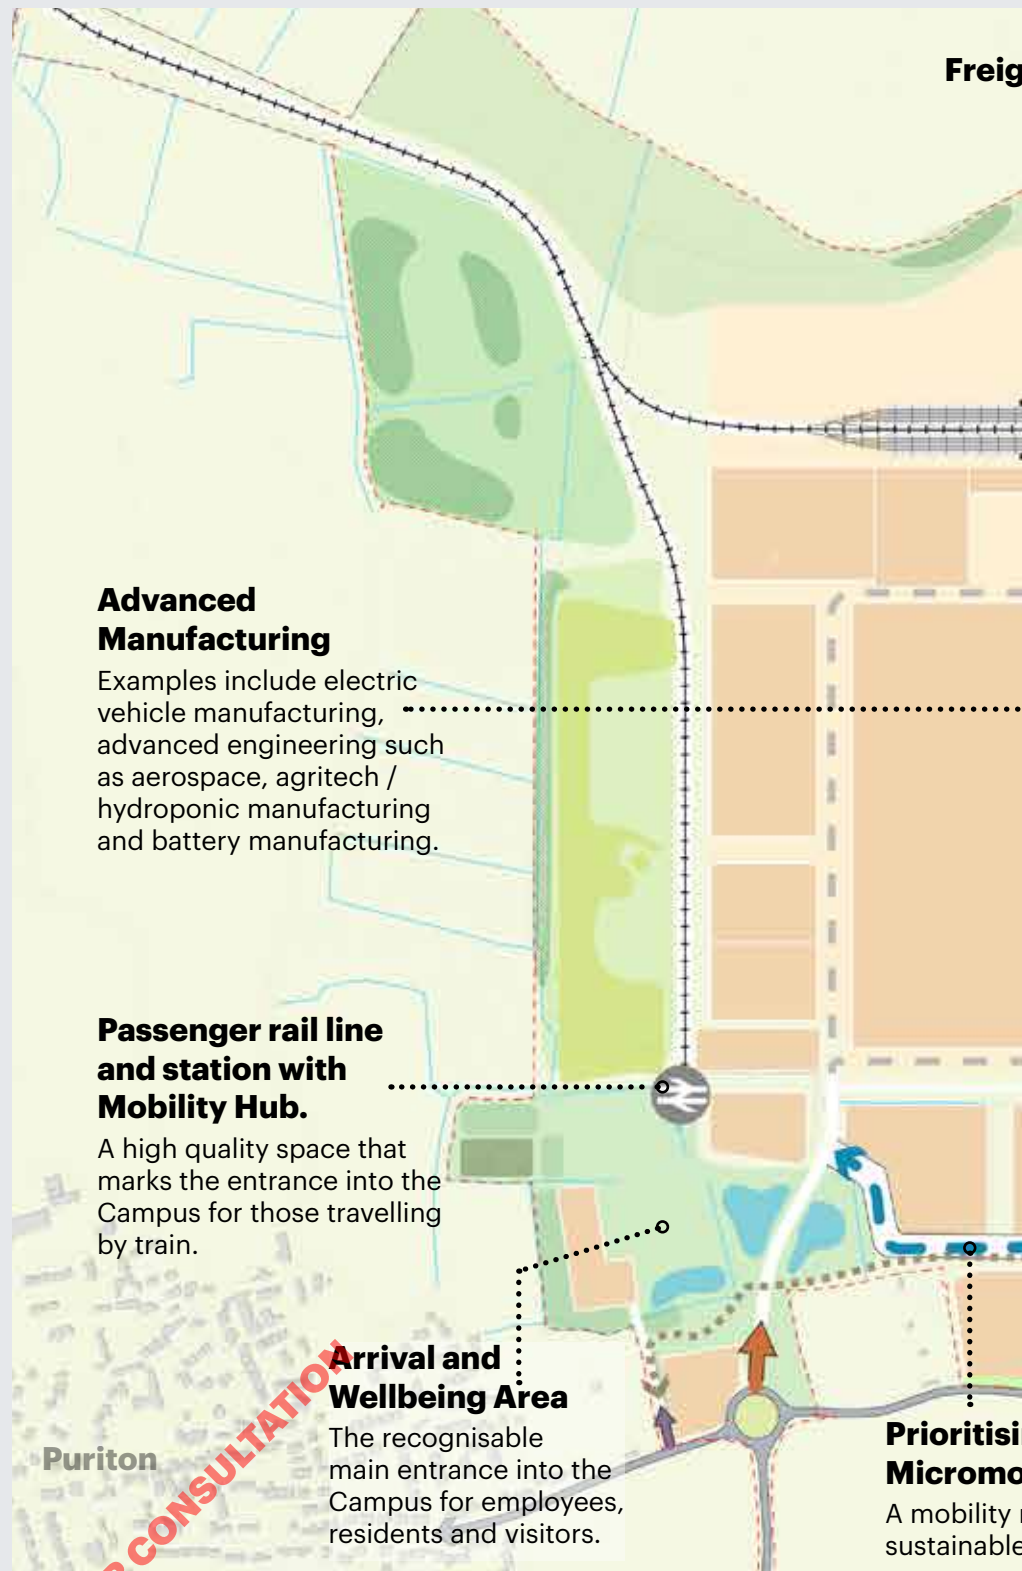 Freig
Advanced
Manufacturing
Examples include electric
vehicle manufacturing,
advanced engineering such
as aerospace, agritech /
hydroponic manufacturing
and battery manufacturing.
Passenger rail line
and station with
Mobility Hub.
A high quality space that
marks the entrance into the
Campus for those travelling
by train.
Arrival and
Wellbeing Area
The recognisable
main entrance into the
Campus for employees,
residents and visitors.
Puriton
R CONSULTATION
Prioritisi
Micromo
A mobility
sustainable